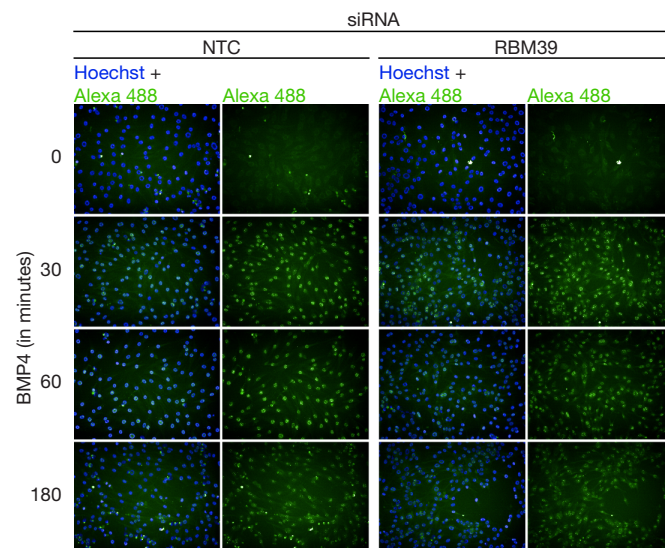 siRNA
NTC
RBM39
Hoechst +
Alexa 488
Alexa 488
Hoechst +
Alexa 488
Alexa 488
BMP4 (in minutes)
0
30
60
180